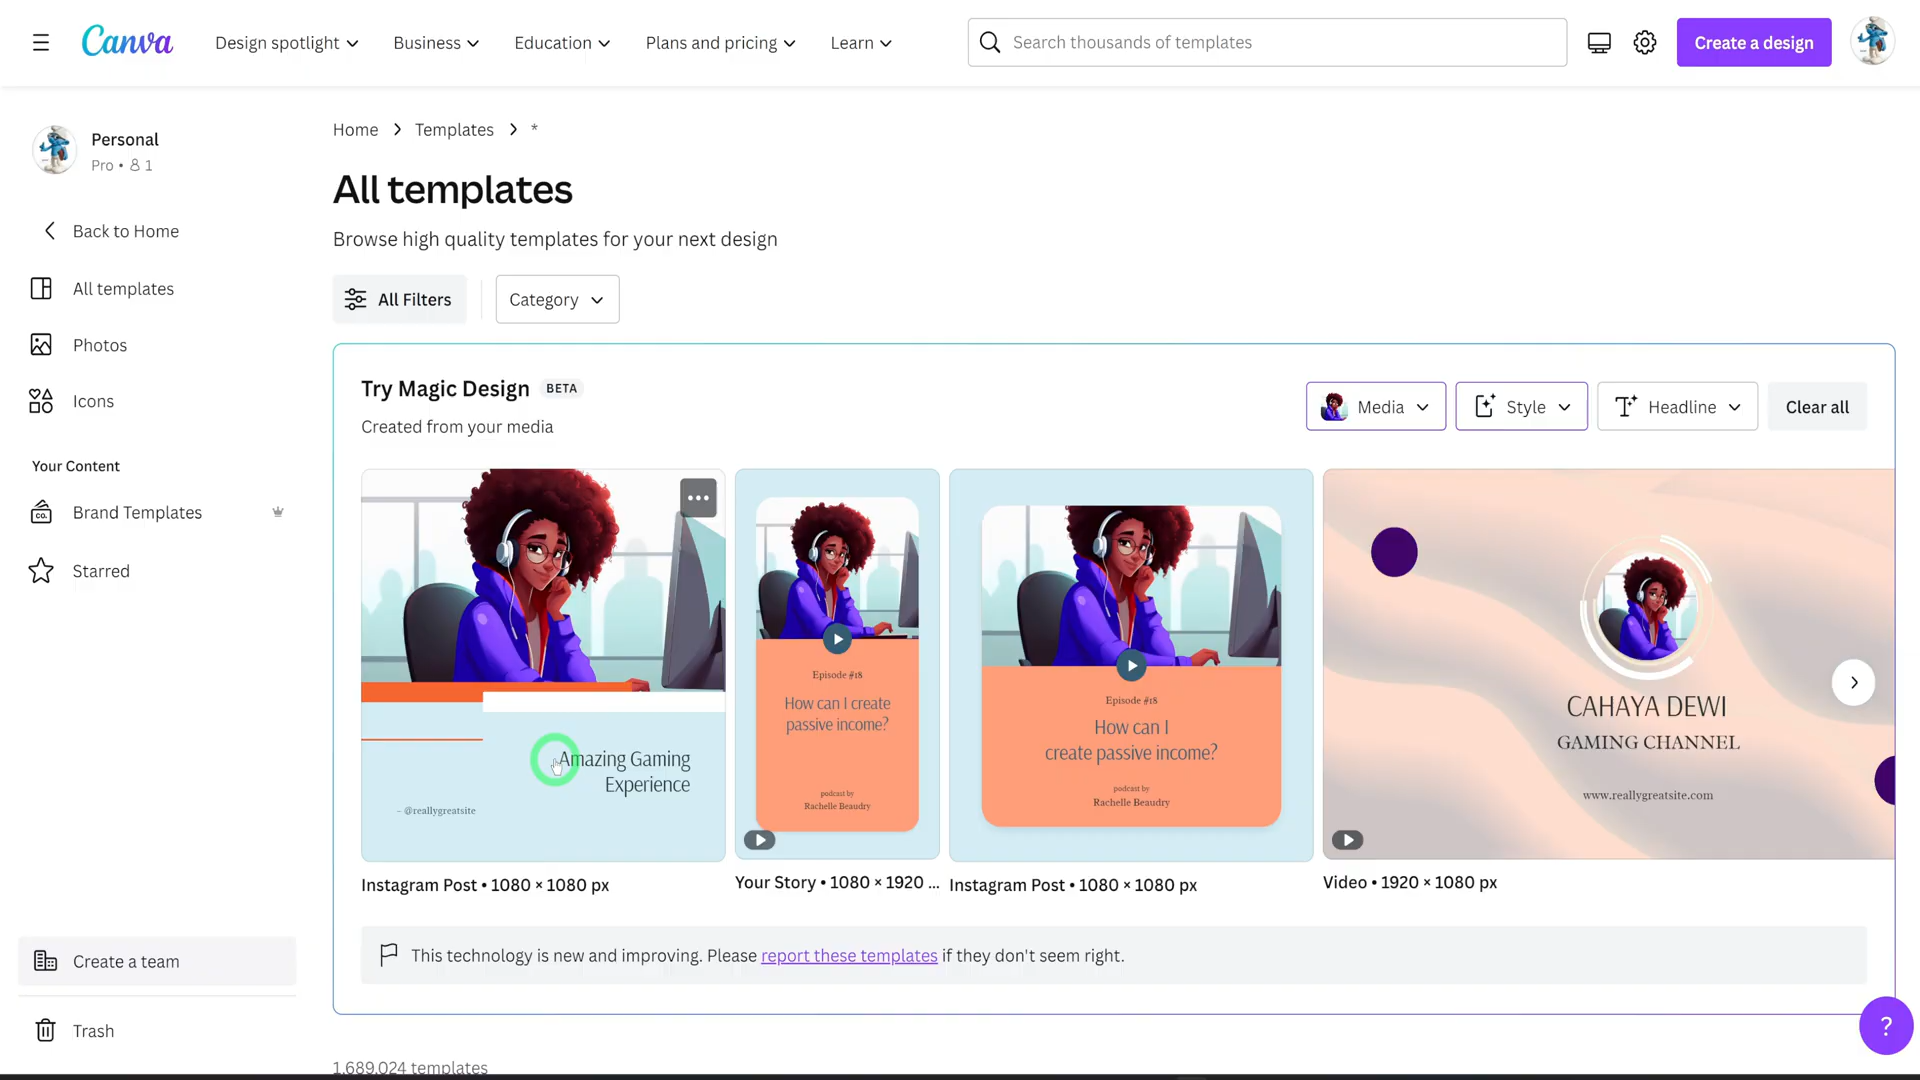 Canva
Design spotlight
Business
Education
Plans and pricing
Learn
Search thousands of templates
Create a design
Personal
Pro • 1
Back to Home
All templates
Photos
Icons
Your Content
Brand Templates
Starred
Create a team
Trash
Home > Templates > *
All templates
Browse high quality templates for your next design
All Filters
Category
Try Magic Design BETA
Created from your media
Media
Style
Headline
Clear all
Amazing Gaming
Experience
- @reallygreatsite
Instagram Post • 1080 × 1080 px
Episode #18
How can I create
passive income?
podcast by
Rachelle Beaudry
Your Story • 1080 × 1920 ...
Episode #18
How can I
create passive income?
podcast by
Rachelle Beaudry
Instagram Post • 1080 × 1080 px
CAHAYA DEWI
GAMING CHANNEL
www.reallygreatsite.com
Video • 1920 × 1080 px
This technology is new and improving. Please report these templates if they don't seem right.
1,689,024 templates
?